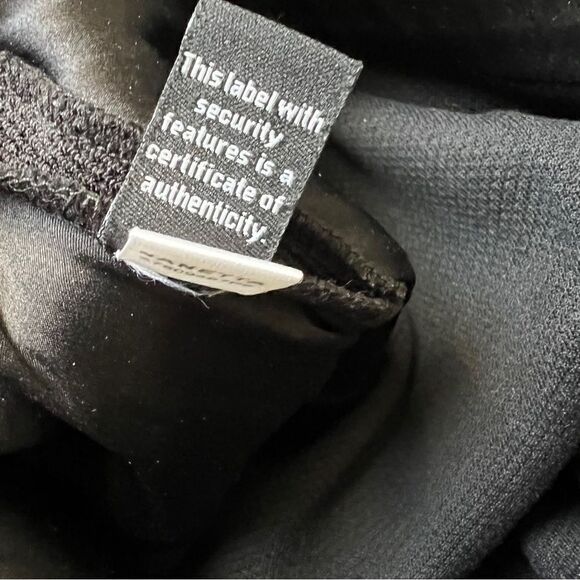 This label with
security
features is a
certificate of
authenticity.